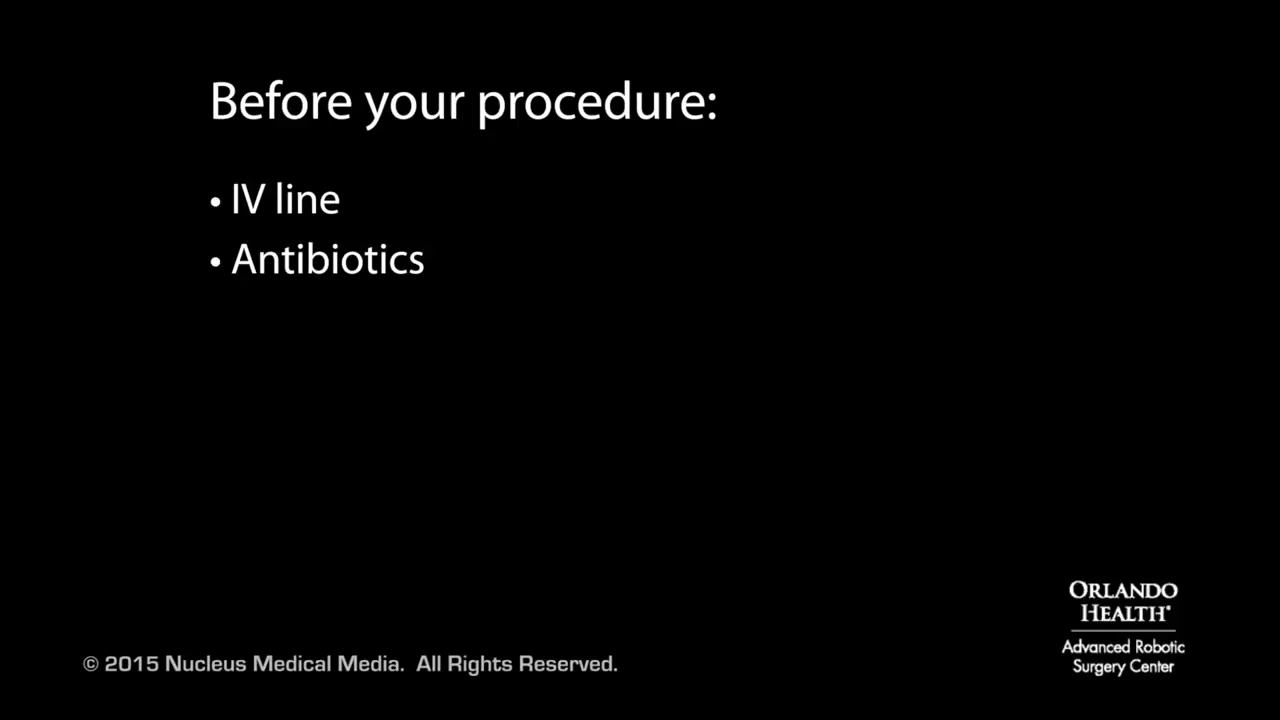 Before your procedure:
• IV line
• Antibiotics
ORLANDO
HEALTH®
Advanced Robotic
Surgery Center
© 2015 Nucleus Medical Media. All Rights Reserved.